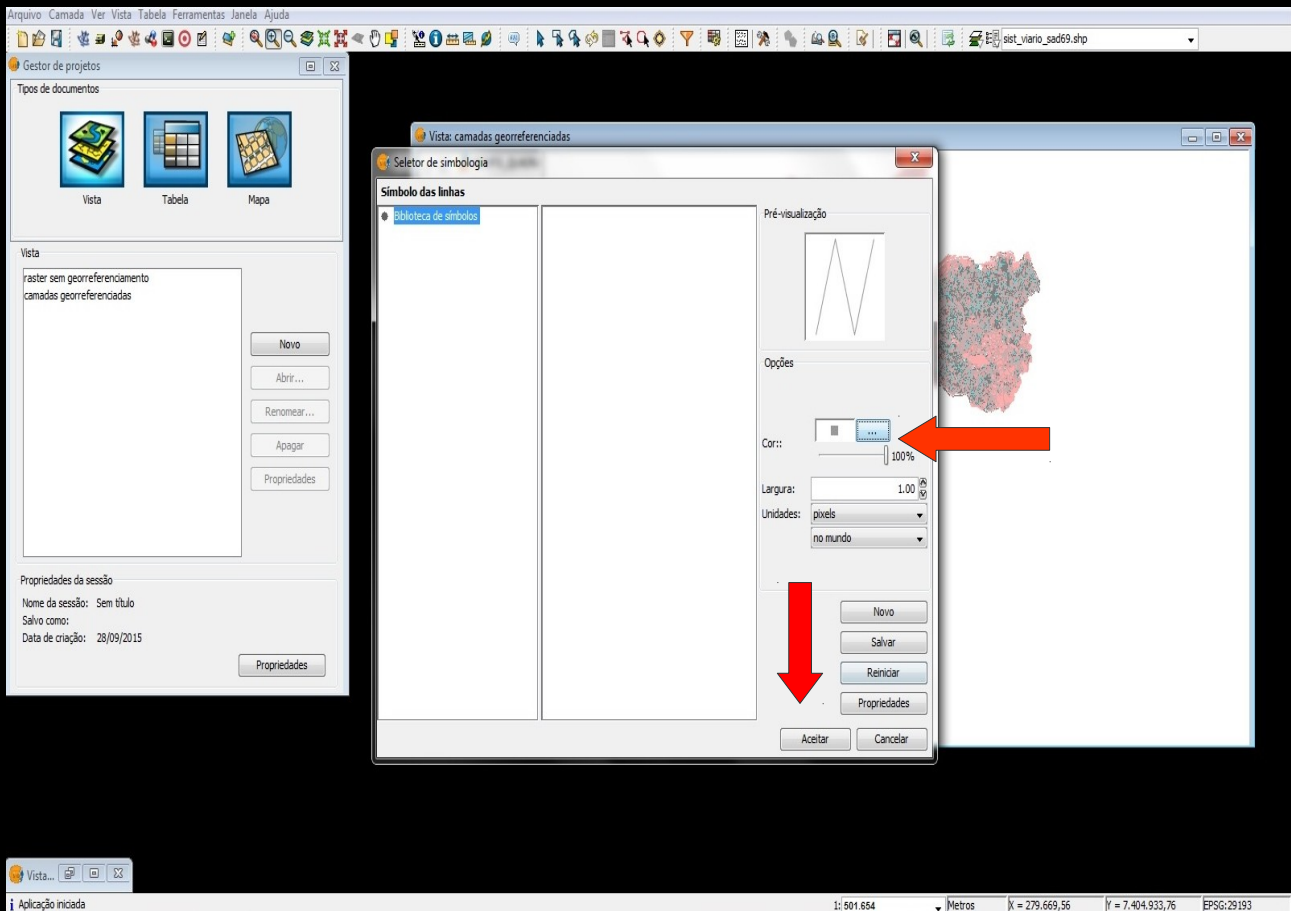 Arquivo Camada Ver Vista Tabela Ferramentas Janela Ajuda
sist_viario_sad69.shp
Gestor de projetos
Tipos de documentos
Vista
Tabela
Mapa
Vista
raster sem georreferenciamento
camadas georreferenciadas
Novo
Abrir...
Renomear...
Apagar
Propriedades
Propriedades da sessão
Nome da sessão: Sem título
Salvo como:
Data de criação: 28/09/2015
Propriedades
Vista: camadas georreferenciadas
Seletor de simbologia
Símbolo das linhas
Biblioteca de símbolos
Pré-visualização
Opções
Cor::
...
100%
Largura: 1.00
Unidades: pixels
no mundo
Novo
Salvar
Reiniciar
Propriedades
Aceitar Cancelar
Vista...
Aplicação iniciada
1: 501.654
Metros
X = 279.669,56
Y = 7.404.933,76
EPSG:29193